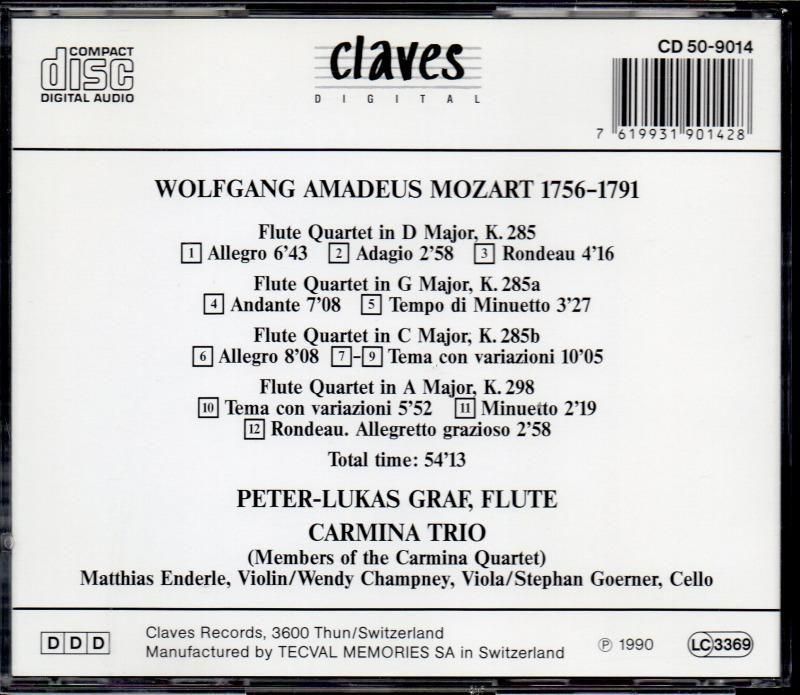 COMPACT
disc
DIGITAL AUDIO
claves
DIGITAL
CD 50-9014
7 619931 901428
WOLFGANG AMADEUS MOZART 1756–1791
Flute Quartet in D Major, K. 285
1 Allegro 6’43 2 Adagio 2’58 3 Rondeau 4’16
Flute Quartet in G Major, K. 285a
4 Andante 7’08 5 Tempo di Minuetto 3’27
Flute Quartet in C Major, K. 285b
6 Allegro 8’08 7–9 Tema con variazioni 10’05
Flute Quartet in A Major, K. 298
10 Tema con variazioni 5’52 11 Minuetto 2’19
12 Rondeau. Allegretto grazioso 2’58
Total time: 54’13
PETER-LUKAS GRAF, FLUTE
CARMINA TRIO
(Members of the Carmina Quartet)
Matthias Enderle, Violin/Wendy Champney, Viola/Stephan Goerner, Cello
DDD
Claves Records, 3600 Thun/Switzerland
Manufactured by TECVAL MEMORIES SA in Switzerland
℗ 1990
LC 3369